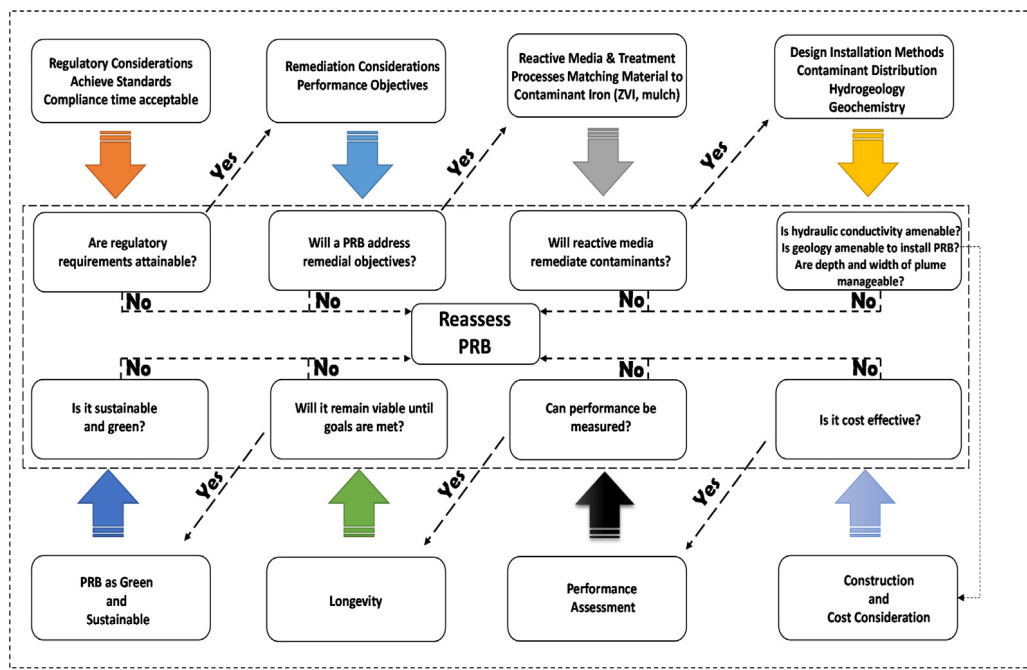 Regulatory Considerations
Achieve Standards
Compliance time acceptable
Remediation Considerations
Performance Objectives
Reactive Media & Treatment
Processes Matching Material to
Contaminant Iron (ZVI, mulch)
Design Installation Methods
Contaminant Distribution
Hydrogeology
Geochemistry
Yes
Yes
Yes
Are regulatory
requirements attainable?
Will a PRB address
remedial objectives?
Will reactive media
remediate contaminants?
Is hydraulic conductivity amenable?
Is geology amenable to install PRB?
Are depth and width of plume
manageable?
No
No
No
No
Reassess
PRB
No
No
No
No
Is it sustainable
and green?
Will it remain viable until
goals are met?
Can performance be
measured?
Is it cost effective?
Yes
Yes
Yes
PRB as Green
and
Sustainable
Longevity
Performance
Assessment
Construction
and
Cost Consideration